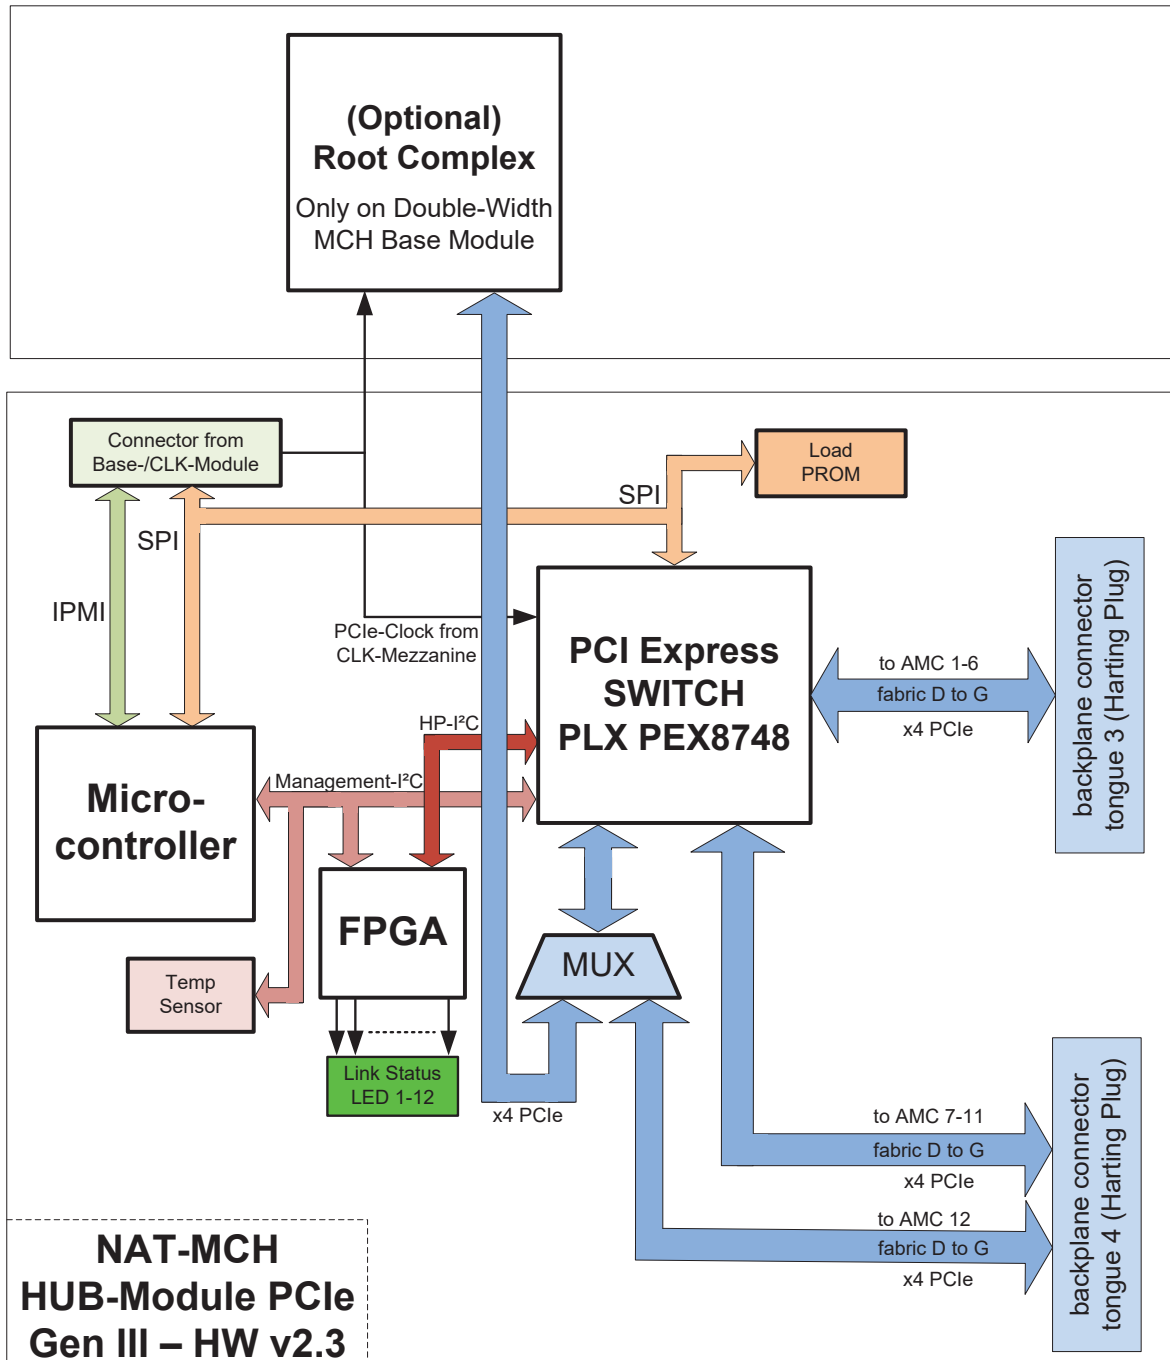 (Optional)
Root Complex
Only on Double-Width
MCH Base Module
Connector from
Base-/CLK-Module
Load
PROM
SPI
SPI
IPMI
PCIe-Clock from
CLK-Mezzanine
PCI Express
SWITCH
PLX PEX8748
to AMC 1-6
fabric D to G
x4 PCIe
backplane connector
tongue 3 (Harting Plug)
HP-I²C
Management-I²C
Micro-
controller
FPGA
MUX
Temp
Sensor
Link Status
LED 1-12
x4 PCIe
to AMC 7-11
fabric D to G
x4 PCIe
to AMC 12
fabric D to G
x4 PCIe
backplane connector
tongue 4 (Harting Plug)
NAT-MCH
HUB-Module PCIe
Gen III – HW v2.3